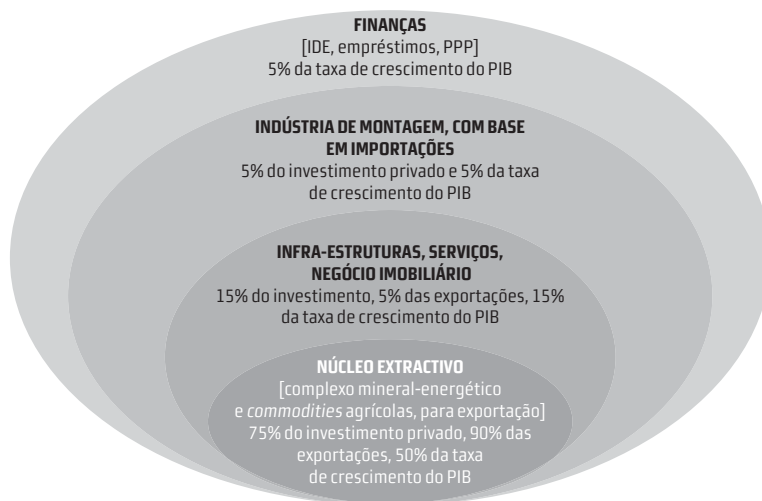 FINANÇAS
[IDE, empréstimos, PPP]
5% da taxa de crescimento do PIB
INDÚSTRIA DE MONTAGEM, COM BASE
EM IMPORTAÇÕES
5% do investimento privado e 5% da taxa
de crescimento do PIB
INFRA-ESTRUTURAS, SERVIÇOS,
NEGÓCIO IMOBILIÁRIO
15% do investimento, 5% das exportações, 15%
da taxa de crescimento do PIB
NÚCLEO EXTRACTIVO
[complexo mineral-energético
e commodities agrícolas, para exportação]
75% do investimento privado, 90% das
exportações, 50% da taxa
de crescimento do PIB